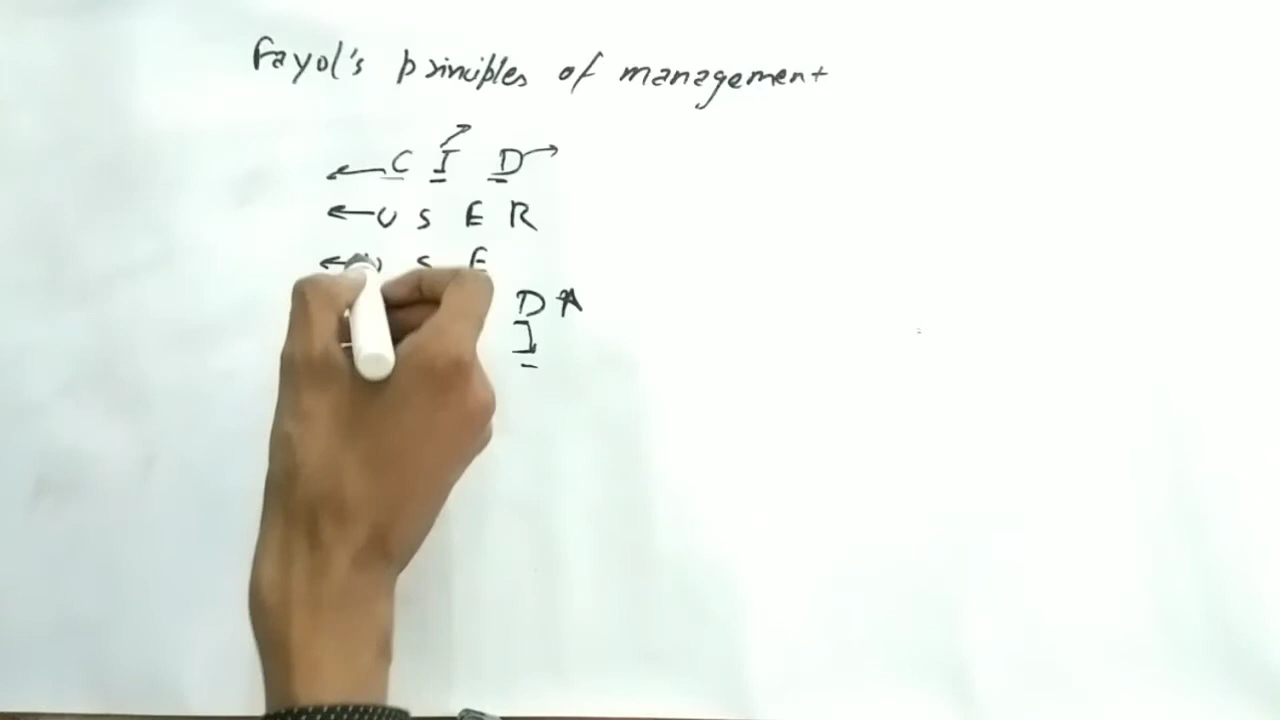 Fayol's principles of management
C I D
U S E R
S E
D A
I